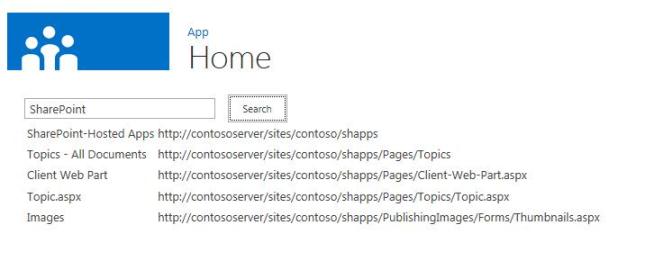 App
Home
SharePoint Search
SharePoint-Hosted Apps http://contososerver/sites/contoso/shapps
Topics - All Documents http://contososerver/sites/contoso/shapps/Pages/Topics
Client Web Part http://contososerver/sites/contoso/shapps/Pages/Client-Web-Part.aspx
Topic.aspx http://contososerver/sites/contoso/shapps/Pages/Topics/Topic.aspx
Images http://contososerver/sites/contoso/shapps/PublishingImages/Forms/Thumbnails.aspx